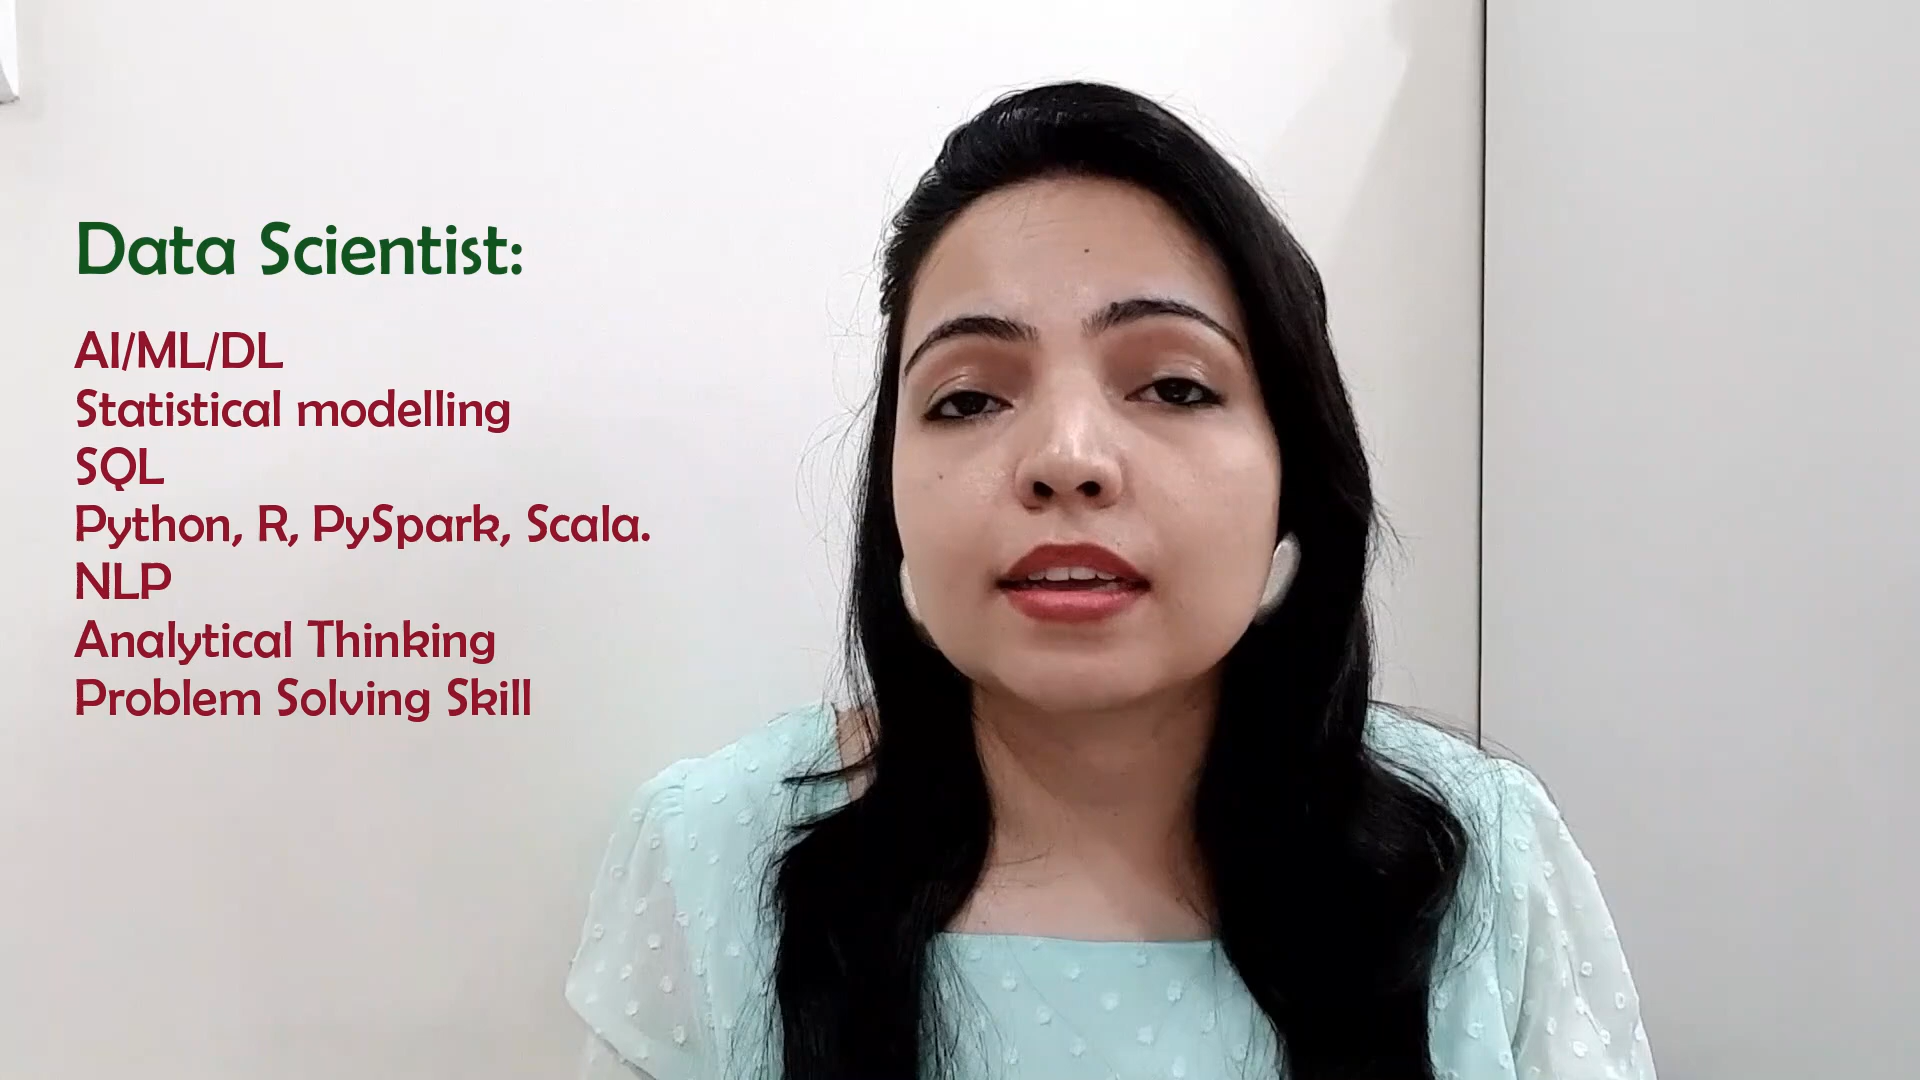 Data Scientist:
AI/ML/DL
Statistical modelling
SQL
Python, R, PySpark, Scala.
NLP
Analytical Thinking
Problem Solving Skill